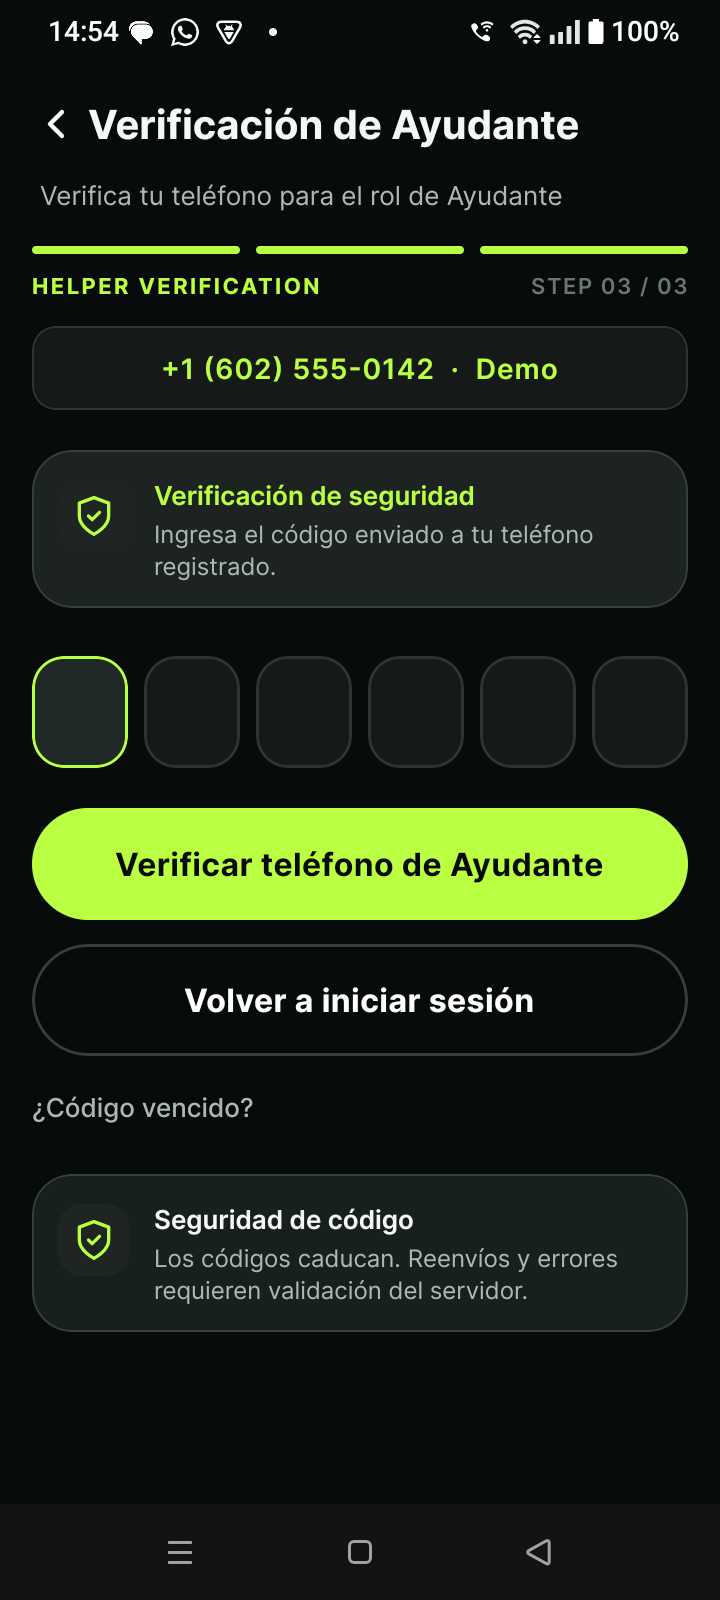 14:54
100%
Verificación de Ayudante
Verifica tu teléfono para el rol de Ayudante
HELPER VERIFICATION
STEP 03 / 03
+1 (602) 555-0142 · Demo
Verificación de seguridad
Ingresa el código enviado a tu teléfono
registrado.
Verificar teléfono de Ayudante
Volver a iniciar sesión
¿Código vencido?
Seguridad de código
Los códigos caducan. Reenvíos y errores
requieren validación del servidor.